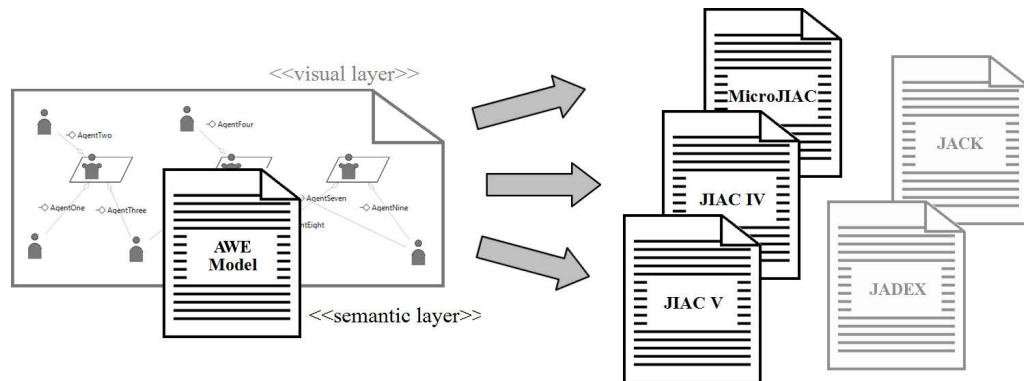 <<visual layer>>
AgentTwo
AgentFour
AgentOne
AgentThree
AgentSeven
AgentNine
entEight
AWE
Model
<<semantic layer>>
MicroJIAC
JIAC IV
JIAC V
JACK
JADEX